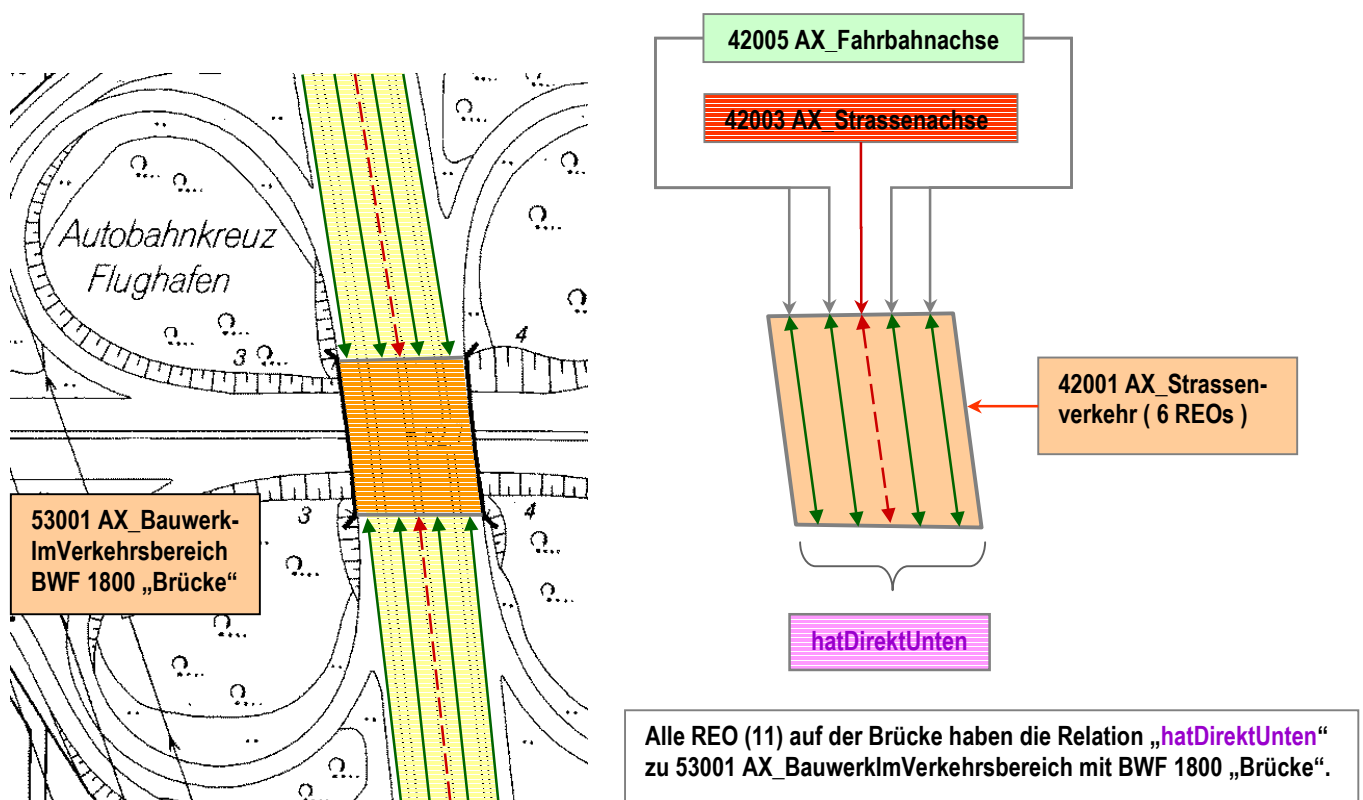 42005 AX_Fahrbahnachse
42003 AX_Strassenachse
Autobahnkreuz
Flughafen
3
4
42001 AX_Strassen-
verkehr ( 6 REOs )
53001 AX_Bauwerk-
ImVerkehrsbereich
BWF 1800 „Brücke“
3
4
hatDirektUnten
Alle REO (11) auf der Brücke haben die Relation „hatDirektUnten“
zu 53001 AX_BauwerkImVerkehrsbereich mit BWF 1800 „Brücke“.